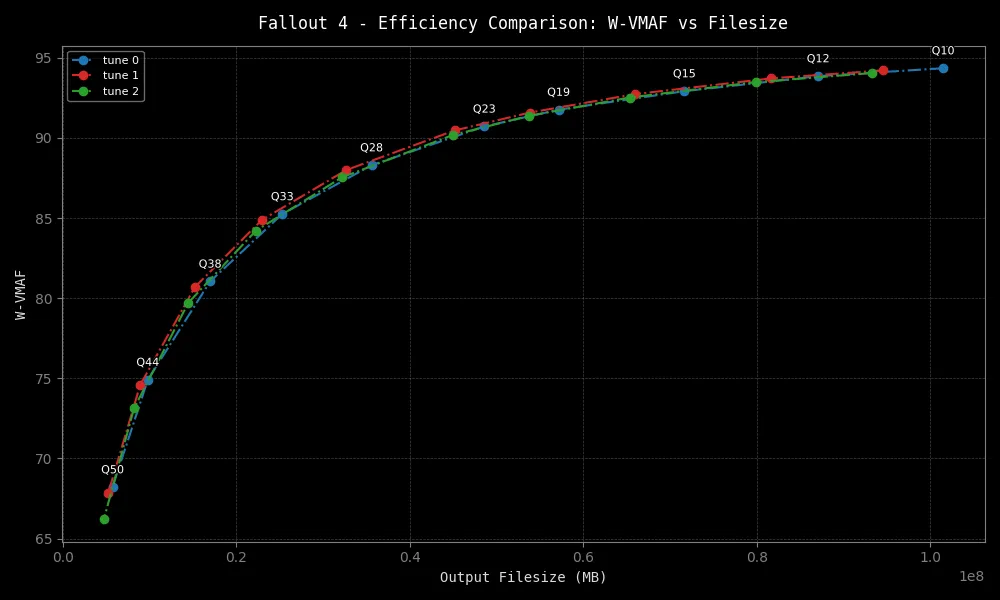 Fallout 4 - Efficiency Comparison: W-VMAF vs Filesize
tune 0
tune 1
tune 2
Q10
Q12
Q15
Q19
Q23
Q28
Q33
Q38
Q44
Q50
95
90
85
80
75
70
65
W-VMAF
0.0
0.2
0.4
0.6
0.8
1.0
1e8
Output Filesize (MB)